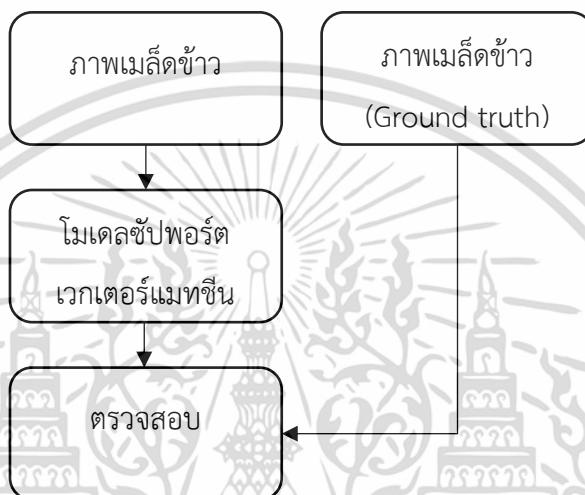 ภาพเมล็ดข้าว
ภาพเมล็ดข้าว
(Ground truth)
โมเดลซัปพอร์ต
เวกเตอร์แมทชีน
ตรวจสอบ